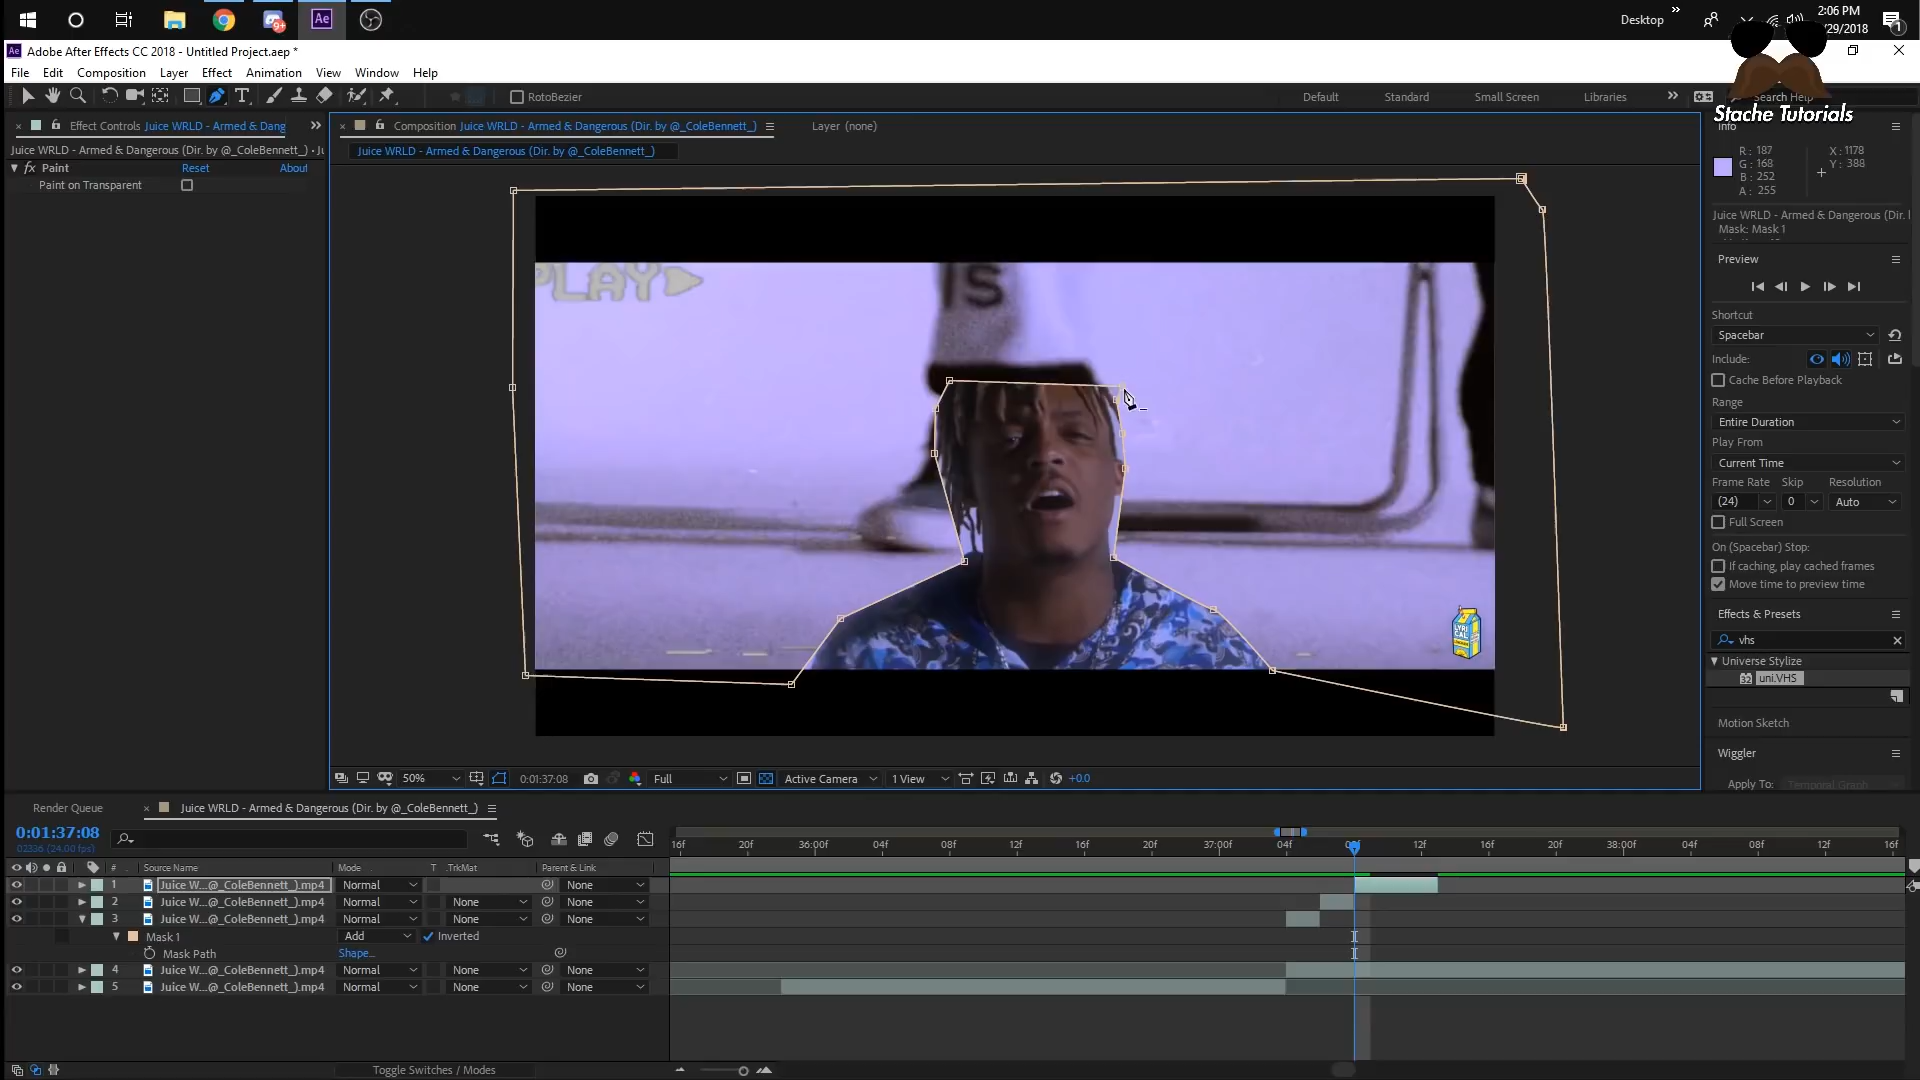 Desktop
2:06 PM
/29/2018
Adobe After Effects CC 2018 - Untitled Project.aep *
File Edit Composition Layer Effect Animation View Window Help
RotoBezier
Default Standard Small Screen Libraries
Search Help
Stache Tutorials
Effect Controls Juice WRLD - Armed & Dang
Juice WRLD - Armed & Dangerous (Dir. by @_ColeBennett_) • Ju
fx Paint Reset About
Paint on Transparent
Composition Juice WRLD - Armed & Dangerous (Dir. by @_ColeBennett_)
Layer (none)
Juice WRLD - Armed & Dangerous (Dir. by @_ColeBennett_)
PLAY
IS
LYRI
CAL
Info
R: 187
G: 168
B: 252
A: 255
X: 1178
Y: 388
Juice WRLD - Armed & Dangerous (Dir. I
Mask: Mask 1
Preview
Shortcut
Spacebar
Include:
Cache Before Playback
Range
Entire Duration
Play From
Current Time
Frame Rate Skip Resolution
(24) 0 Auto
Full Screen
On (Spacebar) Stop:
If caching, play cached frames
Move time to preview time
Effects & Presets
vhs
Universe Stylize
32 uni.VHS
Motion Sketch
Wiggler
Apply To: Temporal Graph
50% 0:01:37:08 Full Active Camera 1 View +0.0
Render Queue
Juice WRLD - Armed & Dangerous (Dir. by @_ColeBennett_)
0:01:37:08
02336 (24.00 fps)
16f 20f 36:00f 04f 08f 12f 16f 20f 37:00f 04f 08f 12f 16f 20f 38:00f 04f 08f 12f 16f
# Source Name Mode T .TrkMat Parent & Link
1 Juice W...@_ColeBennett_).mp4 Normal None
2 Juice W...@_ColeBennett_).mp4 Normal None None
3 Juice W...@_ColeBennett_).mp4 Normal None None
Mask 1 Add Inverted
Mask Path Shape...
4 Juice W...@_ColeBennett_).mp4 Normal None None
5 Juice W...@_ColeBennett_).mp4 Normal None None
Toggle Switches / Modes